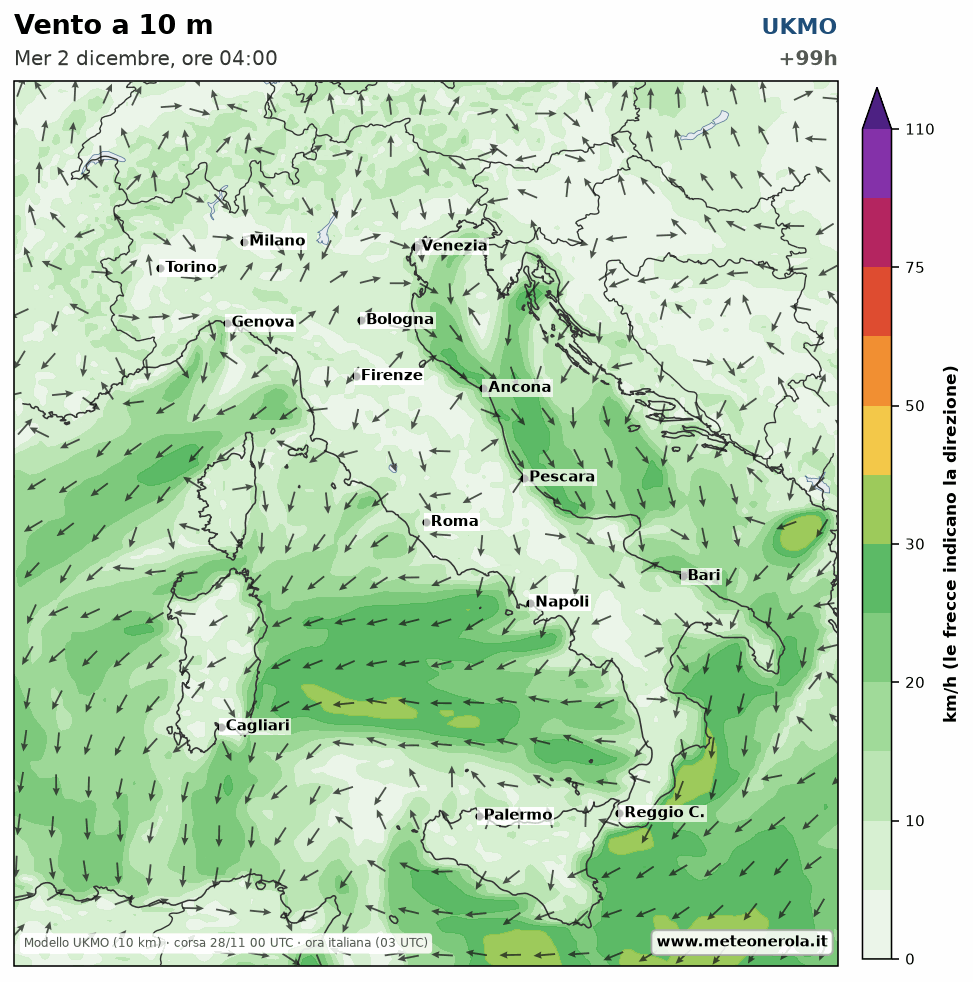 Vento a 10 m
UKMO
Mer 2 dicembre, ore 04:00
+99h
110
75
50
30
20
10
0
km/h (le frecce indicano la direzione)
Milano
Venezia
Torino
Genova
Bologna
Firenze
Ancona
Pescara
Roma
Bari
Napoli
Cagliari
Palermo
Reggio C.
Modello UKMO (10 km) · corsa 28/11 00 UTC · ora italiana (03 UTC)
www.meteonerola.it